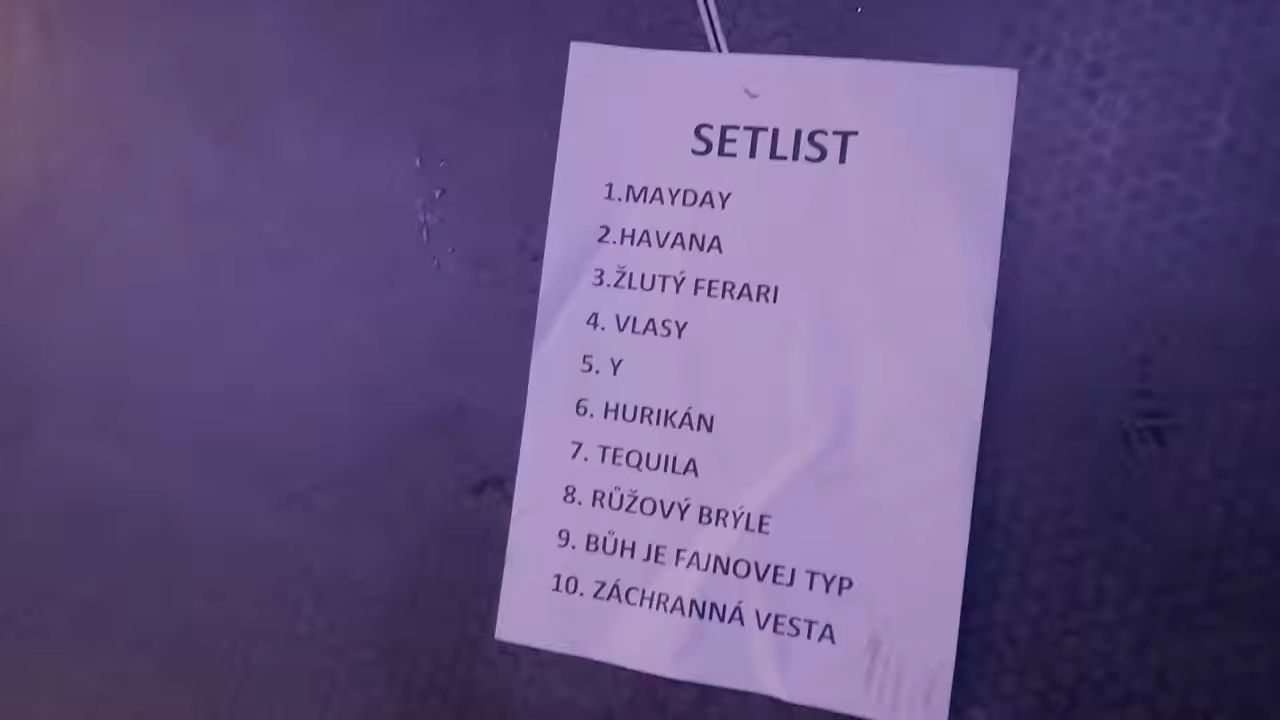 SETLIST
1.MAYDAY
2.HAVANA
3.ŽLUTÝ FERARI
4. VLASY
5. Y
6. HURIKÁN
7. TEQUILA
8. RŮŽOVÝ BRÝLE
9. BŮH JE FAJNOVEJ TYP
10. ZÁCHRANNÁ VESTA